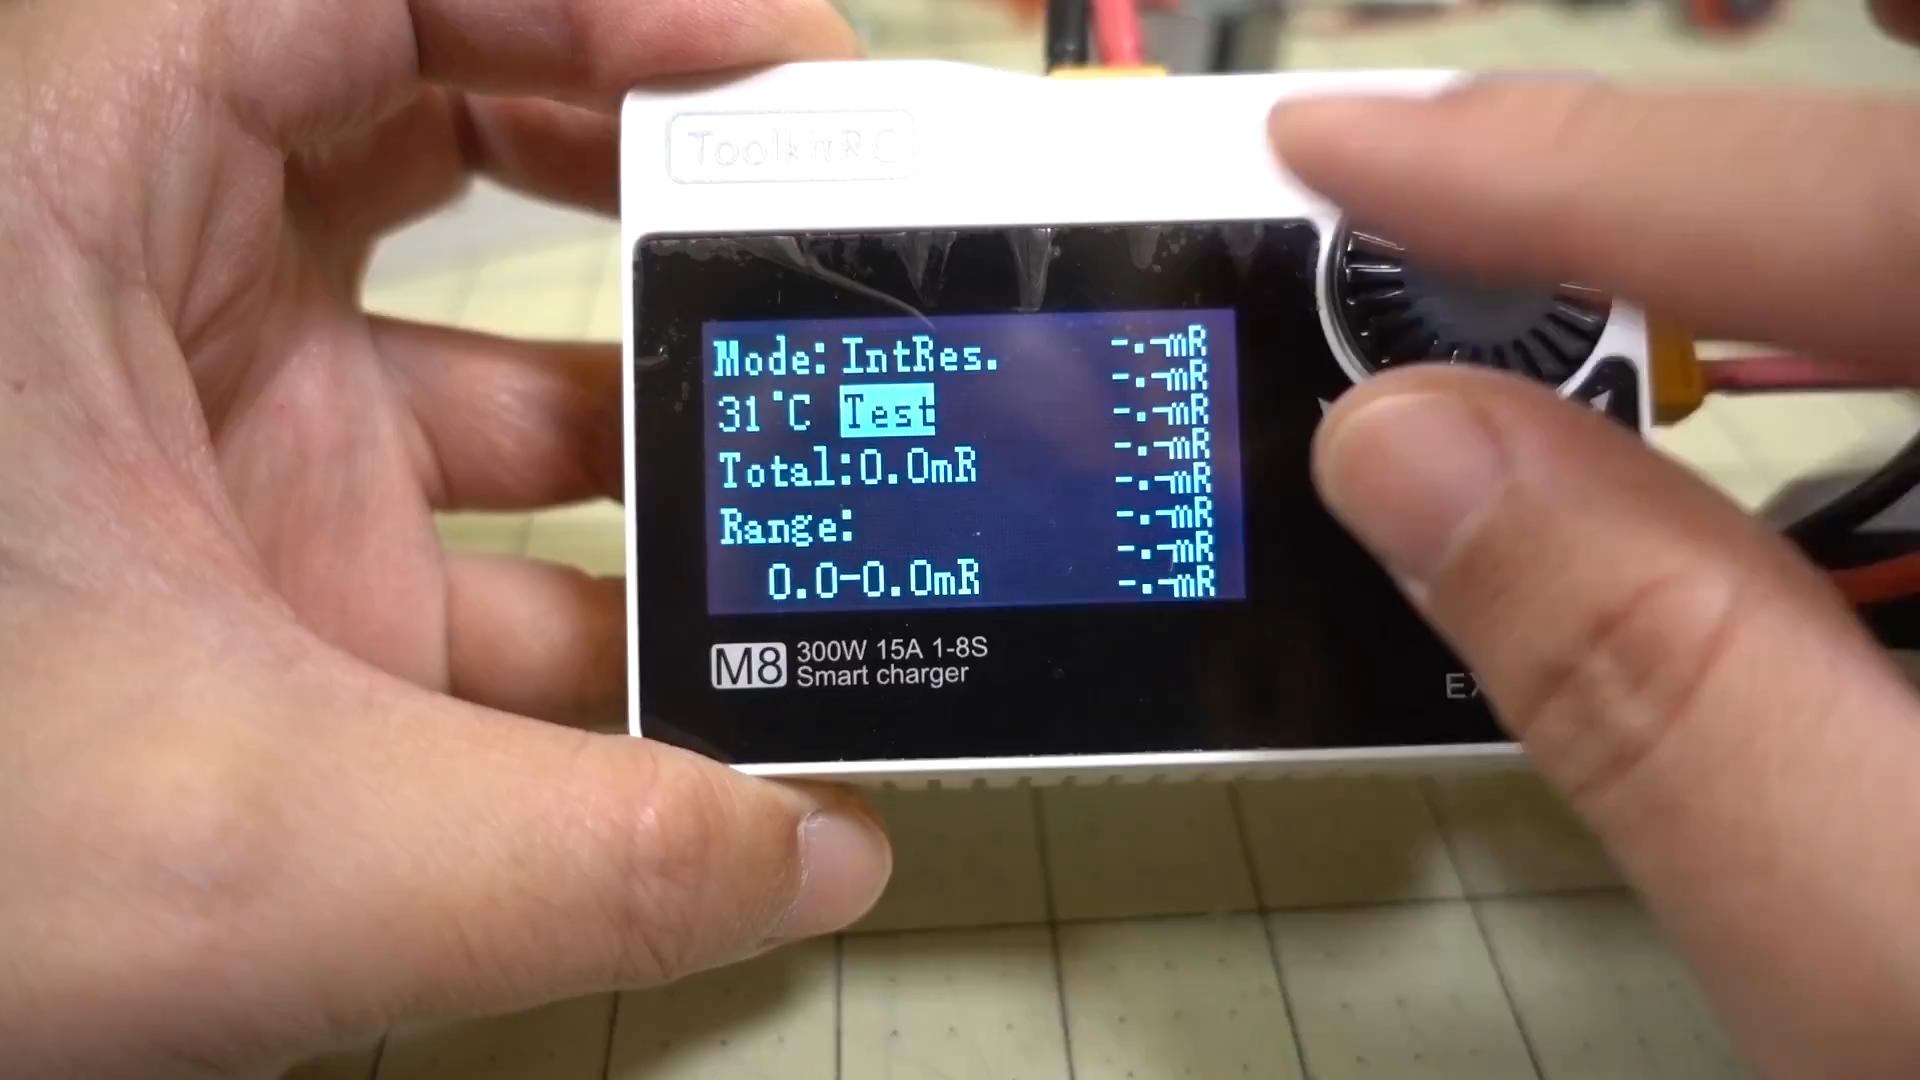 ToolkitRC
Mode: IntRes.
31°C Test
Total:0.0mR
Range:
0.0-0.0mR
-.-mR
-.-mR
-.-mR
-.-mR
-.-mR
-.-mR
-.-mR
-.-mR
M8
300W 15A 1-8S
Smart charger